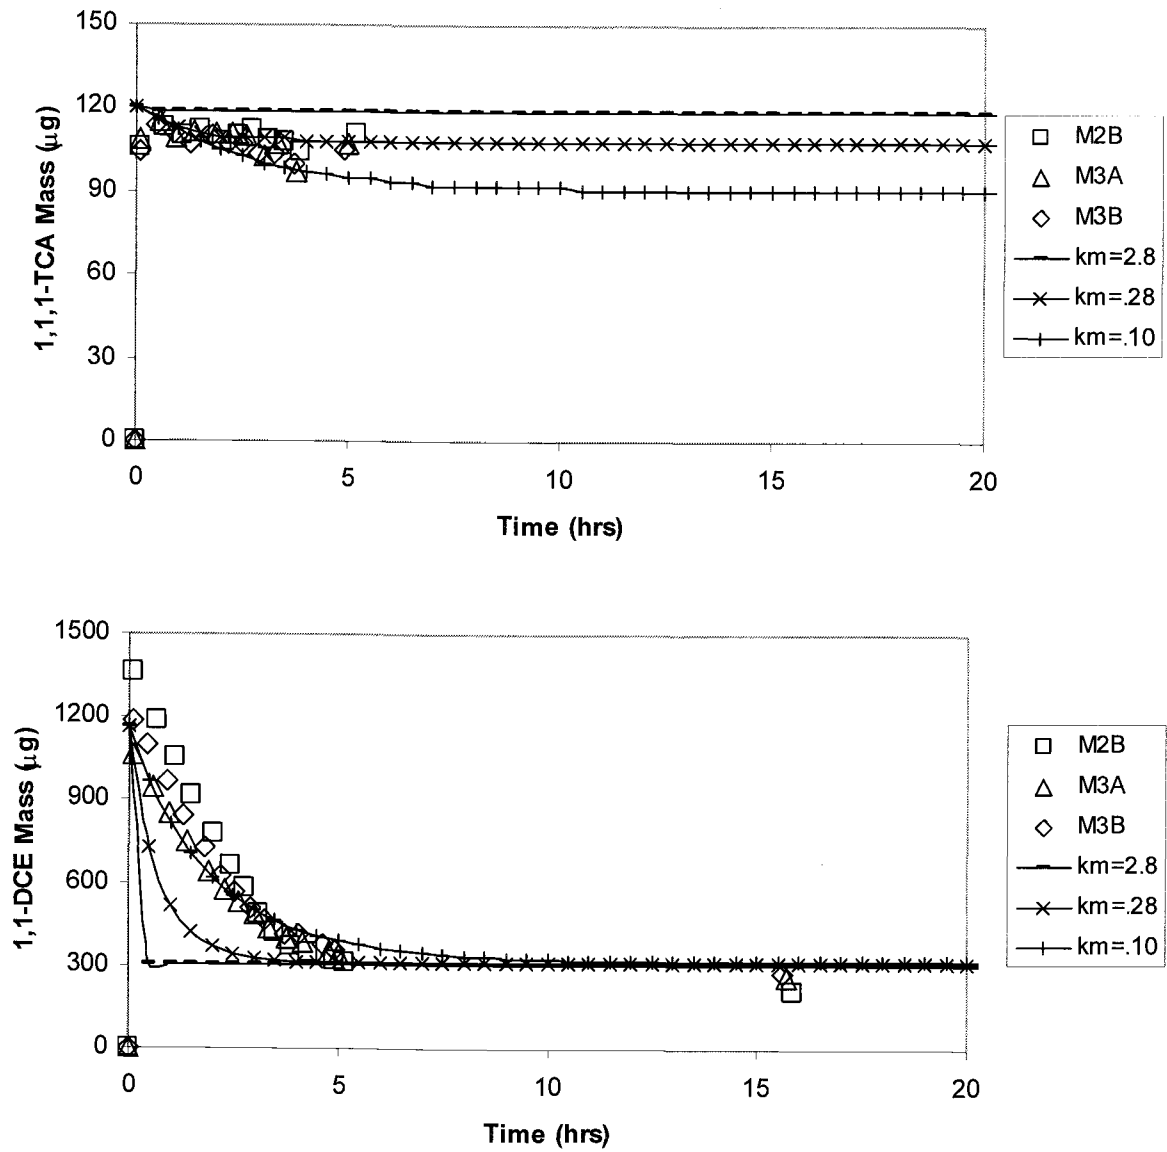 150
120
90
60
30
0
1,1,1-TCA Mass (μg)
0 5 10 15 20
Time (hrs)
M2B
M3A
M3B
km=2.8
km=.28
km=.10
1500
1200
900
600
300
0
1,1-DCE Mass (μg)
0 5 10 15 20
Time (hrs)
M2B
M3A
M3B
km=2.8
km=.28
km=.10